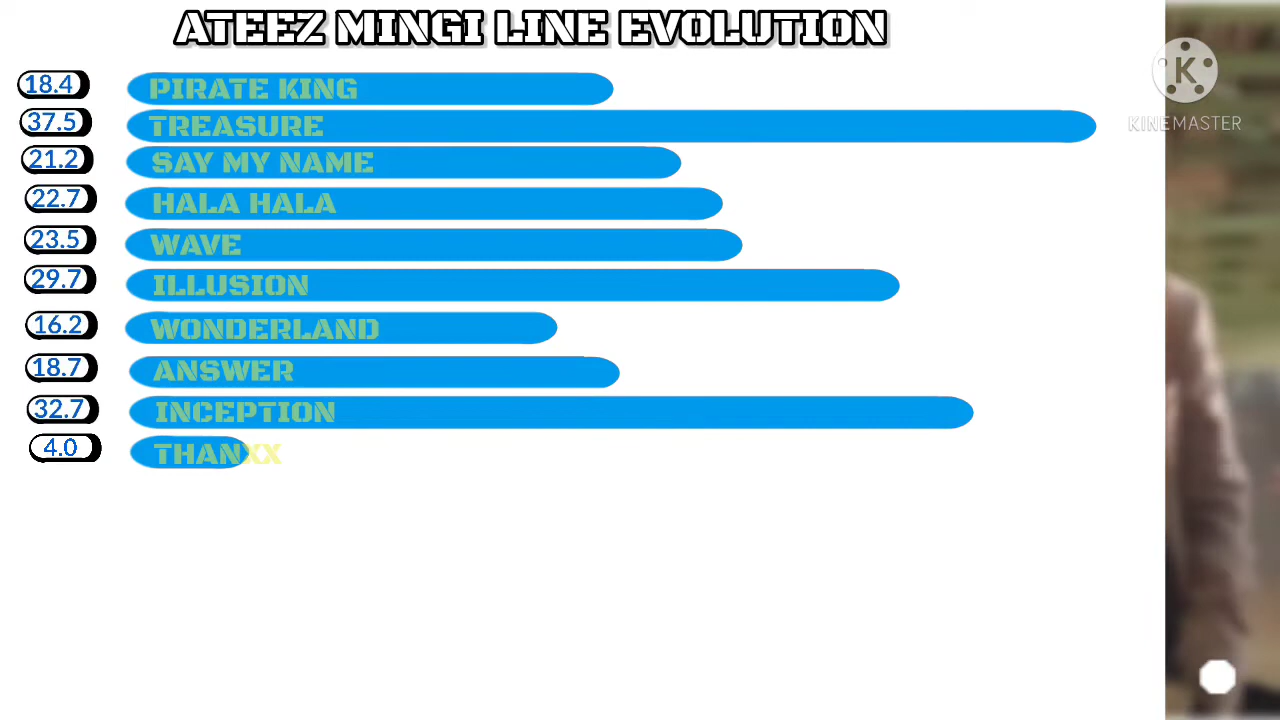 ATEEZ MINGI LINE EVOLUTION
18.4 PIRATE KING
37.5 TREASURE
21.2 SAY MY NAME
22.7 HALA HALA
23.5 WAVE
29.7 ILLUSION
16.2 WONDERLAND
18.7 ANSWER
32.7 INCEPTION
4.0 THANXX
K
KINEMASTER